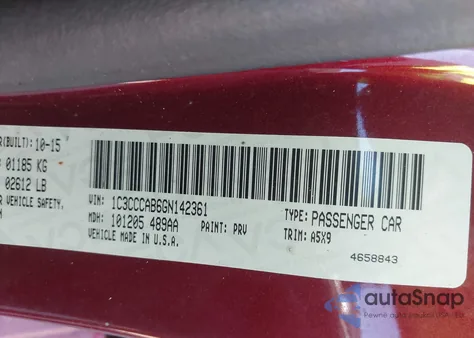 R(BUILT): 10-15
01185 KG
02612 LB
R VEHICLE SAFETY,
VIN: 1C3CCCAB6GN142361
TYPE: PASSENGER CAR
MDH: 101205 489AA
PAINT: PRV
TRIM: A5X9
VEHICLE MADE IN U.S.A.
4658843
autoSnap